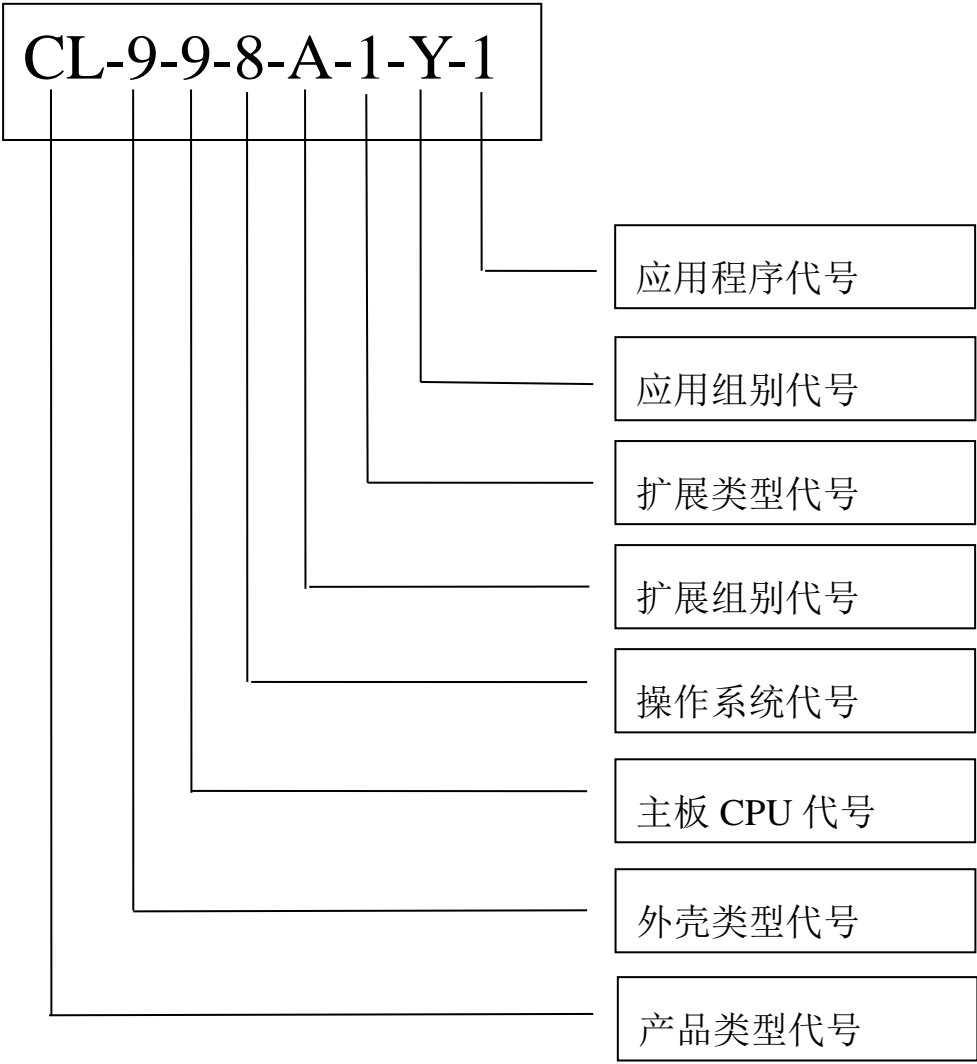 CL-9-9-8-A-1-Y-1
应用程序代号
应用组别代号
扩展类型代号
扩展组别代号
操作系统代号
主板 CPU 代号
外壳类型代号
产品类型代号